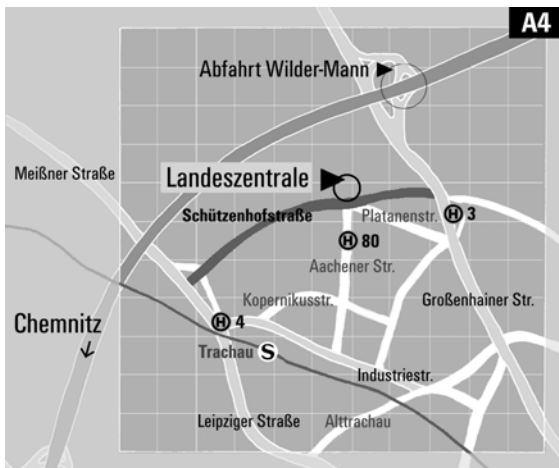 A4
Abfahrt Wilder-Mann
Meißner Straße
Landeszentrale
Schützenhofstraße
Platanenstr.
H 3
H 80
Aachener Str.
Kopernikusstr.
Großenhainer Str.
Chemnitz
H 4
Trachau S
Industriestr.
Leipziger Straße
Alttrachau